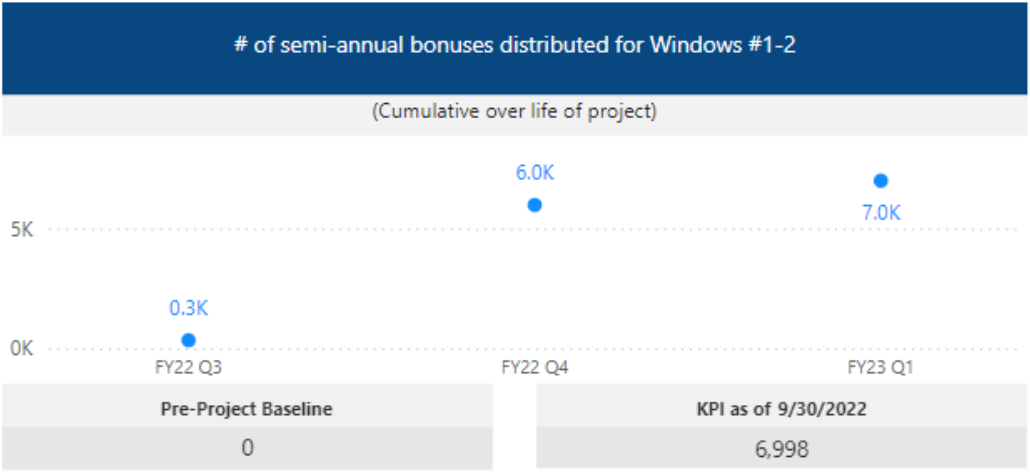 # of semi-annual bonuses distributed for Windows #1-2
(Cumulative over life of project)
6.0K
7.0K
5K
0.3K
0K
FY22 Q3
FY22 Q4
FY23 Q1
Pre-Project Baseline
KPI as of 9/30/2022
0
6,998